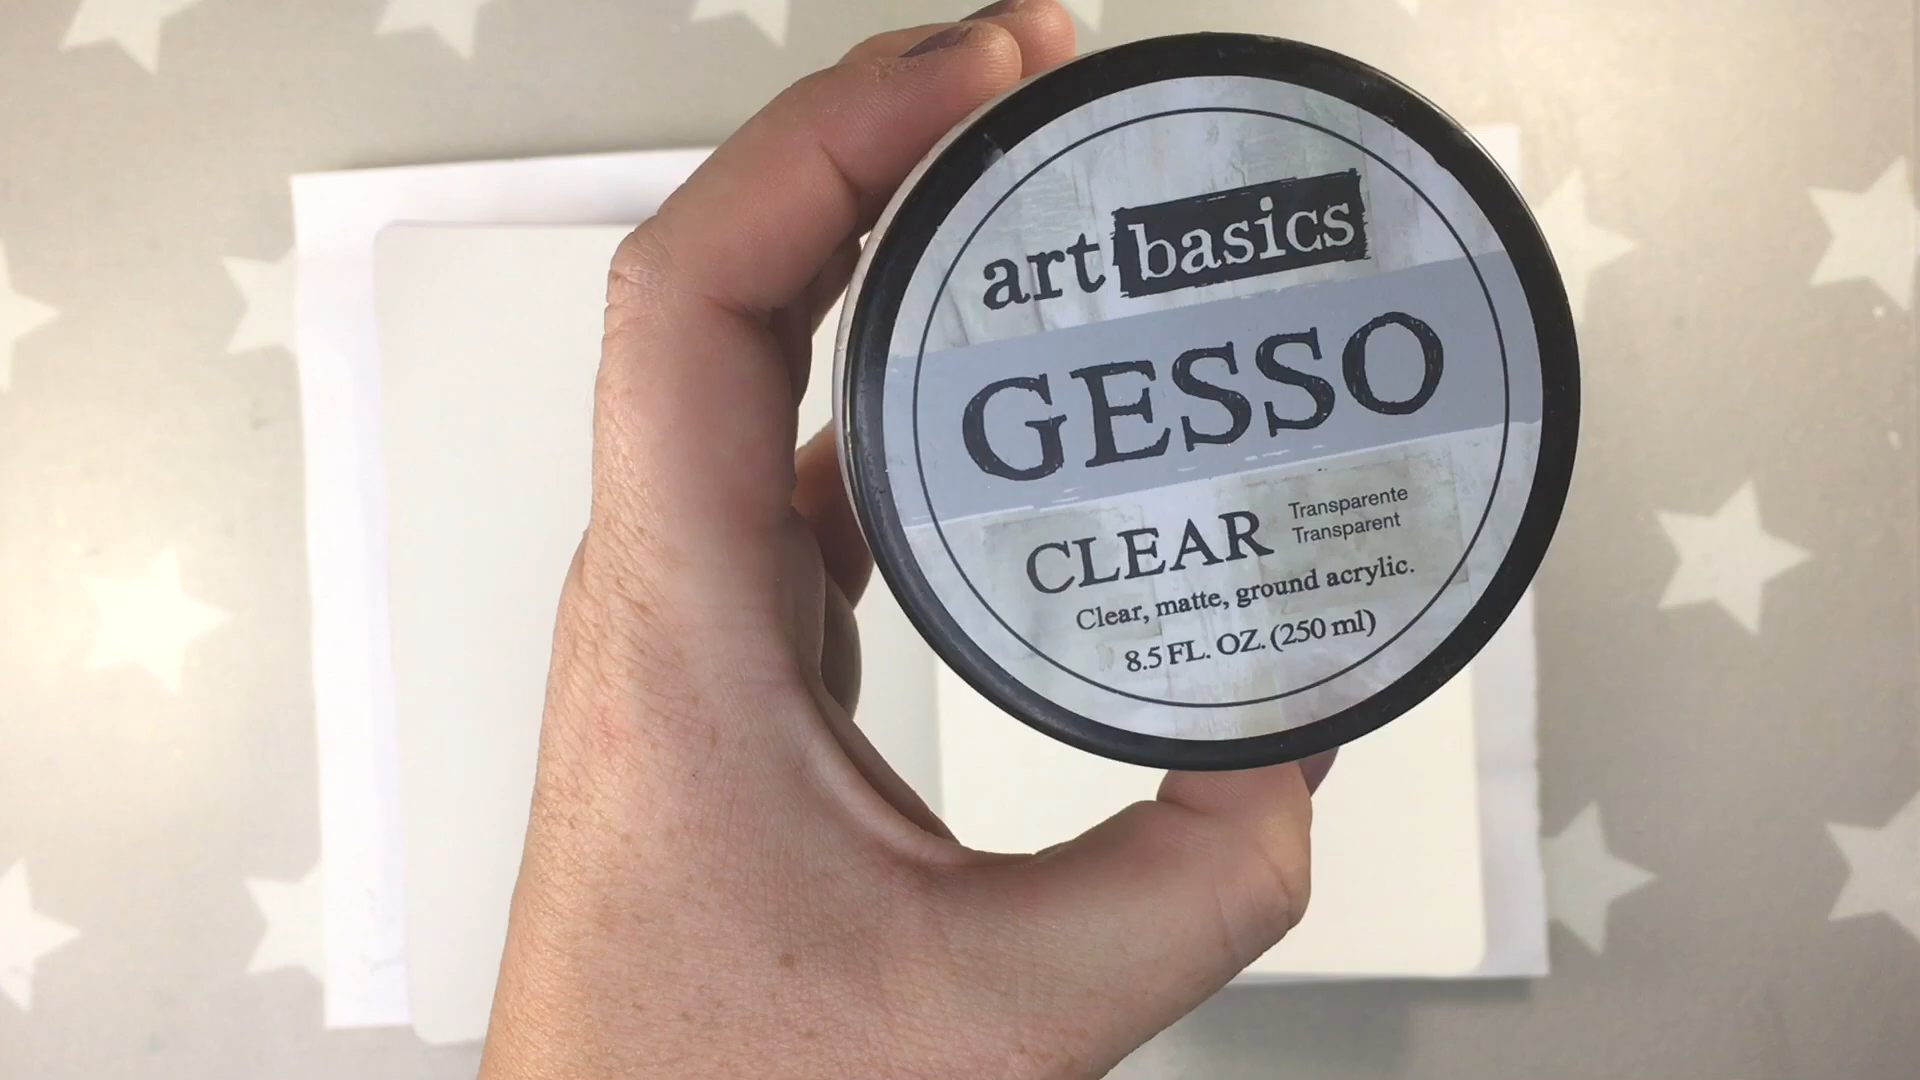 art basics
GESSO
CLEAR
Transparente
Transparent
Clear, matte, ground acrylic.
8.5 FL. OZ. (250 ml)